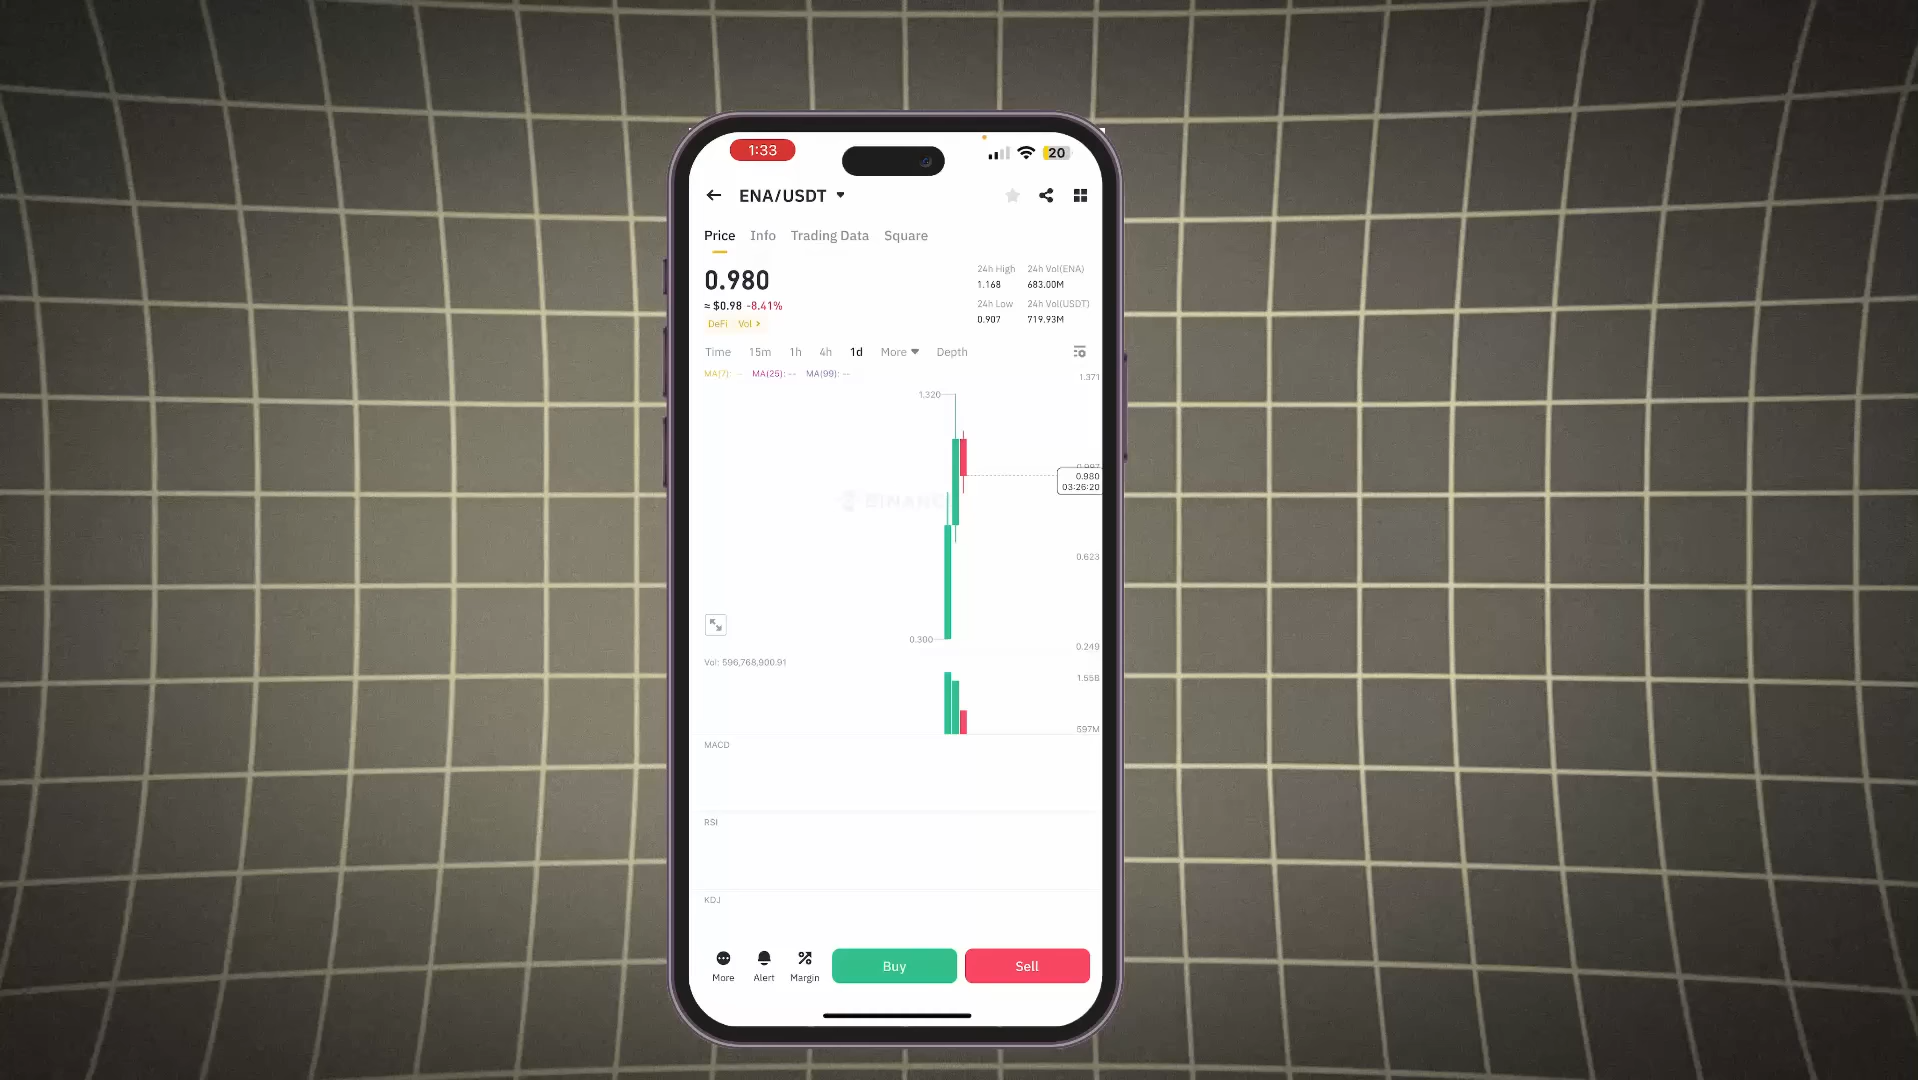 1:33
20
ENA/USDT
Price Info Trading Data Square
0.980
≈ $0.98 -8.41%
DeFi Vol
24h High 24h Vol(ENA)
1.168 683.00M
24h Low 24h Vol(USDT)
0.907 719.93M
Time 15m 1h 4h 1d More Depth
MA(7): -- MA(25): -- MA(99): --
1.371
1.320
0.997
0.980
03:26:20
0.623
0.300
0.249
Vol: 596,768,900.91
1.55B
597M
MACD
RSI
KDJ
More Alert Margin Buy Sell